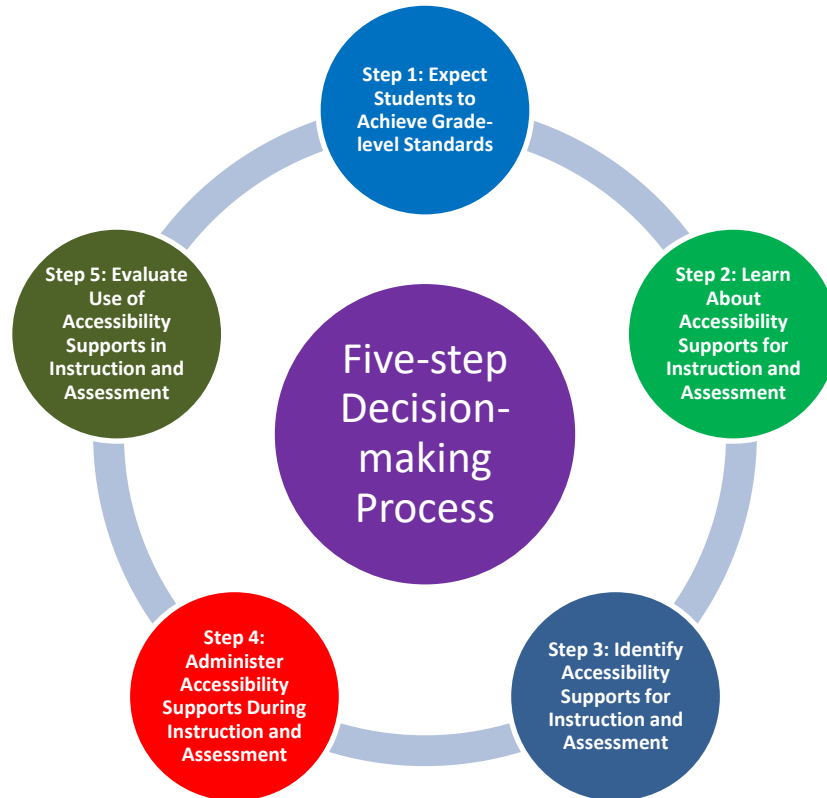 Step 1: Expect
Students to
Achieve Grade-
level Standards
Step 2: Learn
About
Accessibility
Supports for
Instruction and
Assessment
Step 3: Identify
Accessibility
Supports for
Instruction and
Assessment
Step 4:
Administer
Accessibility
Supports During
Instruction and
Assessment
Step 5: Evaluate
Use of
Accessibility
Supports in
Instruction and
Assessment
Five-step
Decision-
making
Process